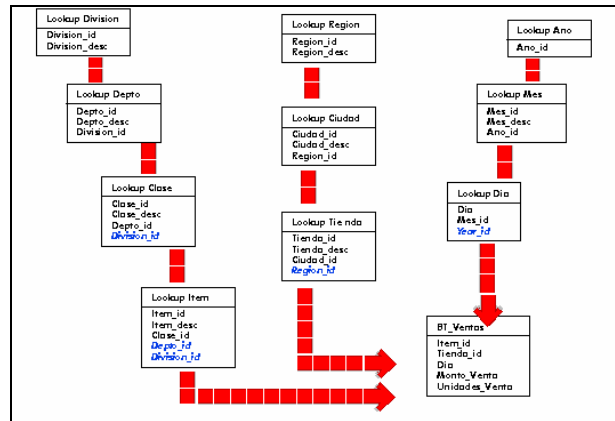 Lookup Division
Division_id
Division_desc
Lookup Depto
Depto_id
Depto_desc
Division_id
Lookup Clase
Clase_id
Clase_desc
Depto_id
Division_id
Lookup Item
Item_id
Item_desc
Clase_id
Depto_id
Division_id
Lookup Region
Region_id
Region_desc
Lookup Ciudad
Ciudad_id
Ciudad_desc
Region_id
Lookup Tienda
Tienda_id
Tienda_desc
Ciudad_id
Region_id
Lookup Ano
Ano_id
Lookup Mes
Mes_id
Mes_desc
Ano_id
Lookup Dia
Dia
Mes_id
Year_id
BT_Ventas
Item_id
Tienda_id
Dia
Monto_Venta
Unidades_Venta